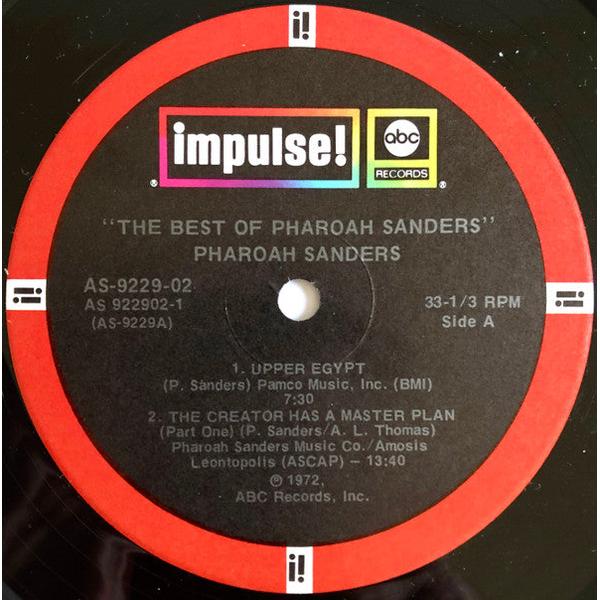 i!
impulse!
abc
RECORDS
® ®
"THE BEST OF PHAROAH SANDERS"
PHAROAH SANDERS
AS-9229-02
AS 922902-1
(AS-9229A)
33-1/3 RPM
Side A
i!
i!
1. UPPER EGYPT
(P. Sanders) Pamco Music, Inc. (BMI)
7:30
2. THE CREATOR HAS A MASTER PLAN
(Part One) (P. Sanders/A. L. Thomas)
Pharoah Sanders Music Co./Amosis
Leontopolis (ASCAP) – 13:40
℗ 1972,
ABC Records, Inc.
i!